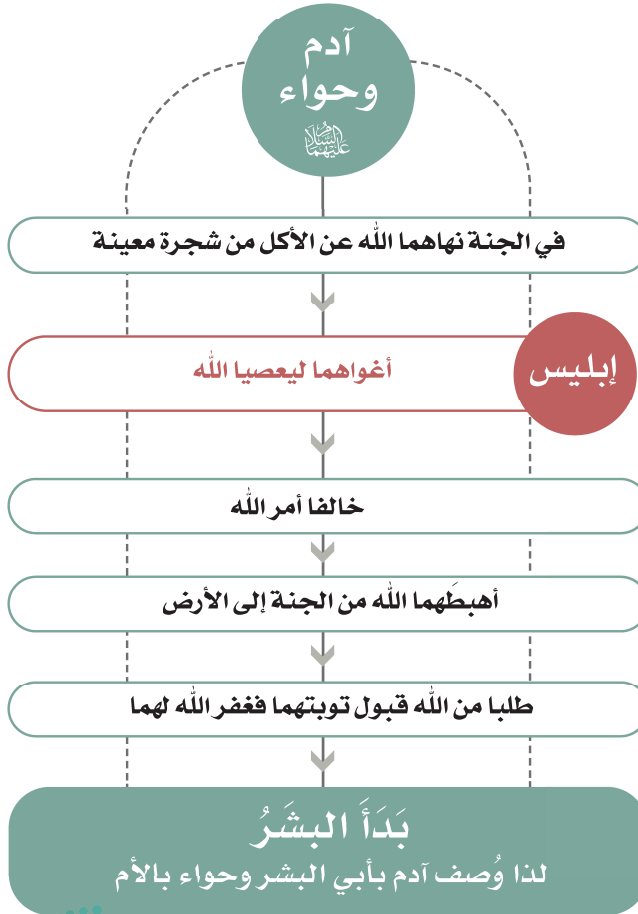 آدم
وحواء
عليهما السلام
في الجنة نهاهما الله عن الأكل من شجرة معينة
إبليس
أغواهما ليعصيا الله
خالفا أمر الله
أهبطَهما الله من الجنة إلى الأرض
طلبا من الله قبول توبتهما فغفر الله لهما
بَدَأَ البشَرُ
لذا وُصف آدم بأبي البشر وحواء بالأم